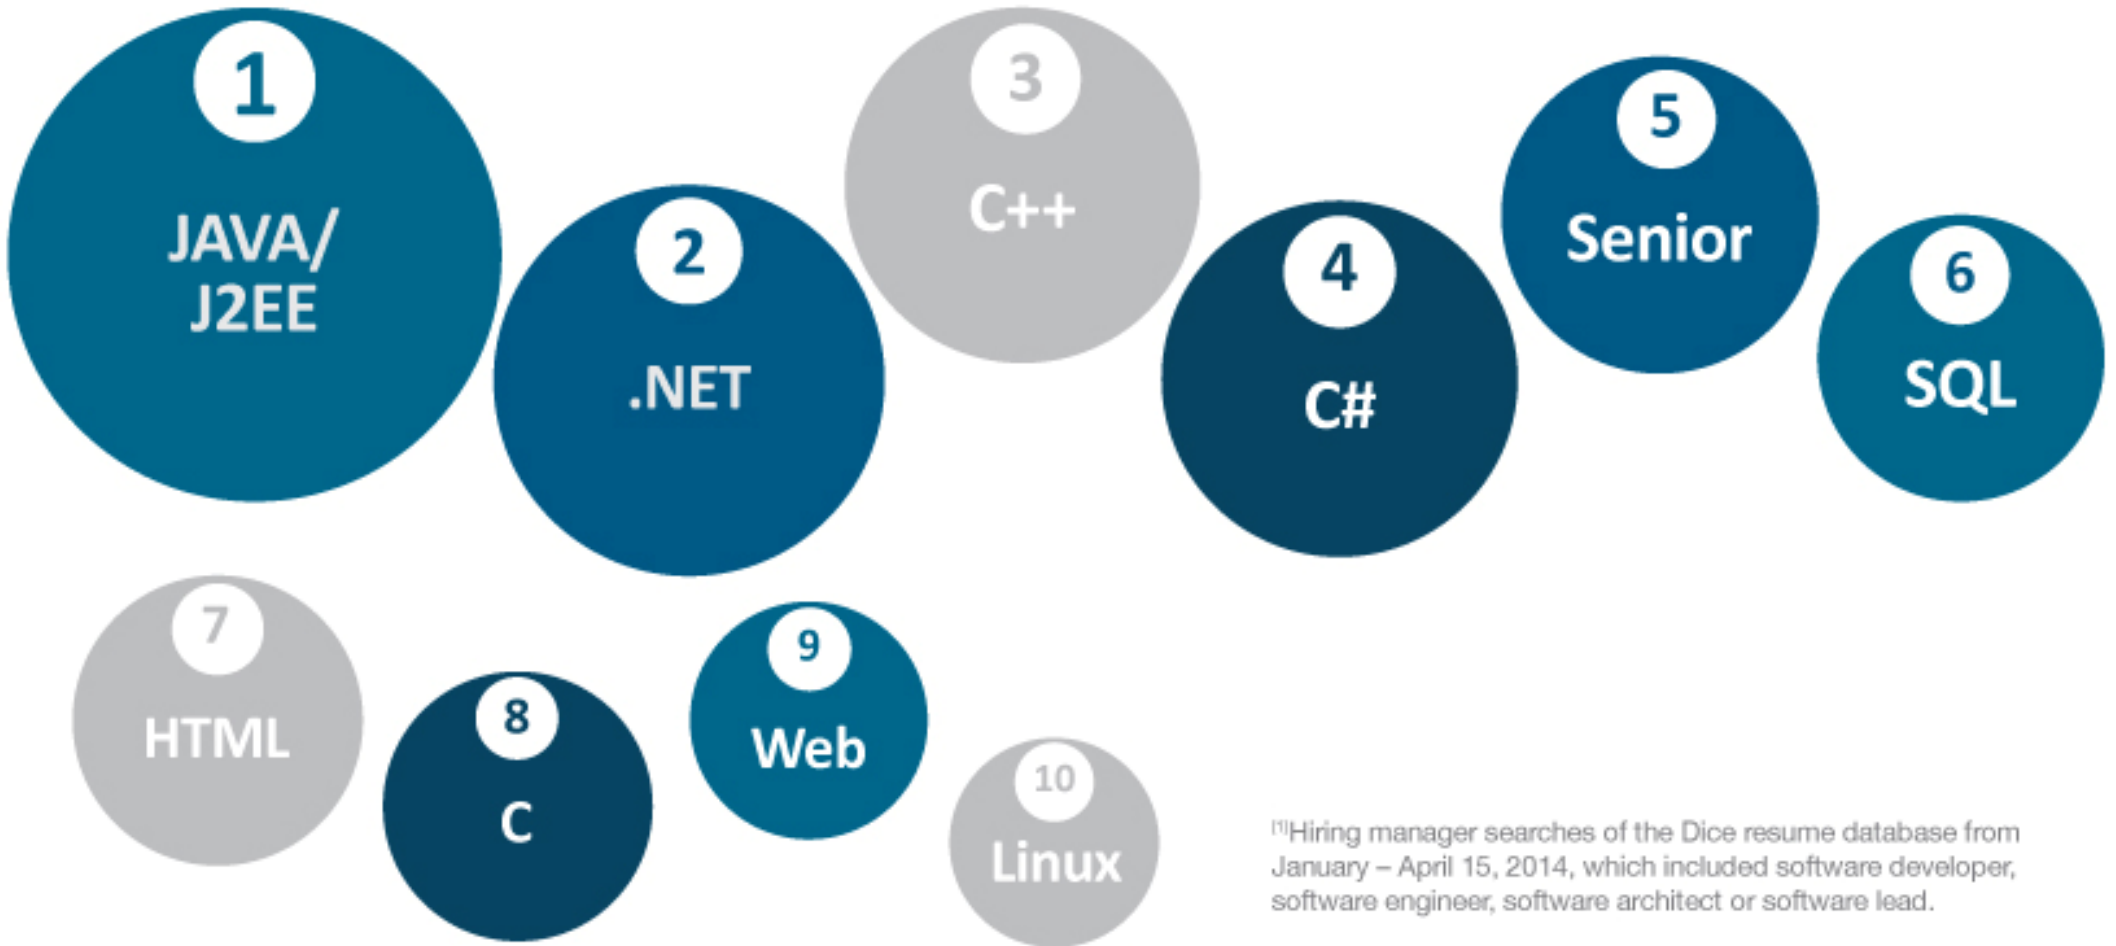 1
JAVA/
J2EE
2
.NET
3
C++
4
C#
5
Senior
6
SQL
7
HTML
8
C
9
Web
10
Linux
[1]Hiring manager searches of the Dice resume database from
January – April 15, 2014, which included software developer,
software engineer, software architect or software lead.